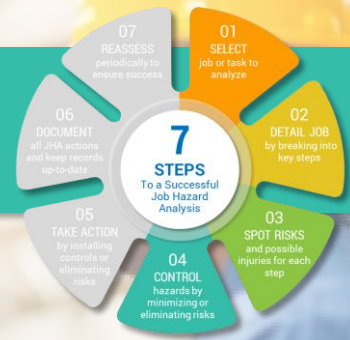 7
STEPS
To a Successful
Job Hazard
Analysis
01
SELECT
job or task to
analyze
02
DETAIL JOB
by breaking into
key steps
03
SPOT RISKS
and possible
injuries for each
step
04
CONTROL
hazards by
minimizing or
eliminating risks
05
TAKE ACTION
by installing
controls or
eliminating
risks
06
DOCUMENT
all JHA actions
and keep records
up-to-date
07
REASSESS
periodically to
ensure success